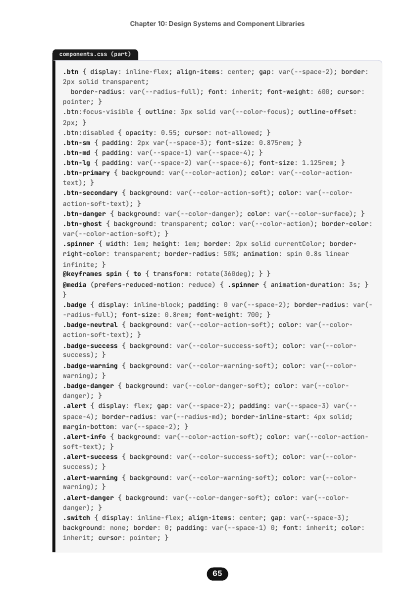 Chapter 10: Design Systems and Component Libraries
components.css (part)
.btn { display: inline-flex; align-items: center; gap: var(--space-2); border:
2px solid transparent;
  border-radius: var(--radius-full); font: inherit; font-weight: 600; cursor:
pointer; }
.btn:focus-visible { outline: 3px solid var(--color-focus); outline-offset:
2px; }
.btn:disabled { opacity: 0.55; cursor: not-allowed; }
.btn-sm { padding: 2px var(--space-3); font-size: 0.875rem; }
.btn-md { padding: var(--space-1) var(--space-4); }
.btn-lg { padding: var(--space-2) var(--space-6); font-size: 1.125rem; }
.btn-primary { background: var(--color-action); color: var(--color-action-
text); }
.btn-secondary { background: var(--color-action-soft); color: var(--color-
action-soft-text); }
.btn-danger { background: var(--color-danger); color: var(--color-surface); }
.btn-ghost { background: transparent; color: var(--color-action); border-color:
var(--color-action-soft); }
.spinner { width: 1em; height: 1em; border: 2px solid currentColor; border-
right-color: transparent; border-radius: 50%; animation: spin 0.8s linear
infinite; }
@keyframes spin { to { transform: rotate(360deg); } }
@media (prefers-reduced-motion: reduce) { .spinner { animation-duration: 3s; }
}
.badge { display: inline-block; padding: 0 var(--space-2); border-radius: var(-
-radius-full); font-size: 0.8rem; font-weight: 700; }
.badge-neutral { background: var(--color-action-soft); color: var(--color-
action-soft-text); }
.badge-success { background: var(--color-success-soft); color: var(--color-
success); }
.badge-warning { background: var(--color-warning-soft); color: var(--color-
warning); }
.badge-danger { background: var(--color-danger-soft); color: var(--color-
danger); }
.alert { display: flex; gap: var(--space-2); padding: var(--space-3) var(--
space-4); border-radius: var(--radius-md); border-inline-start: 4px solid;
margin-bottom: var(--space-2); }
.alert-info { background: var(--color-action-soft); color: var(--color-action-
soft-text); }
.alert-success { background: var(--color-success-soft); color: var(--color-
success); }
.alert-warning { background: var(--color-warning-soft); color: var(--color-
warning); }
.alert-danger { background: var(--color-danger-soft); color: var(--color-
danger); }
.switch { display: inline-flex; align-items: center; gap: var(--space-3);
background: none; border: 0; padding: var(--space-1) 0; font: inherit; color:
inherit; cursor: pointer; }
65